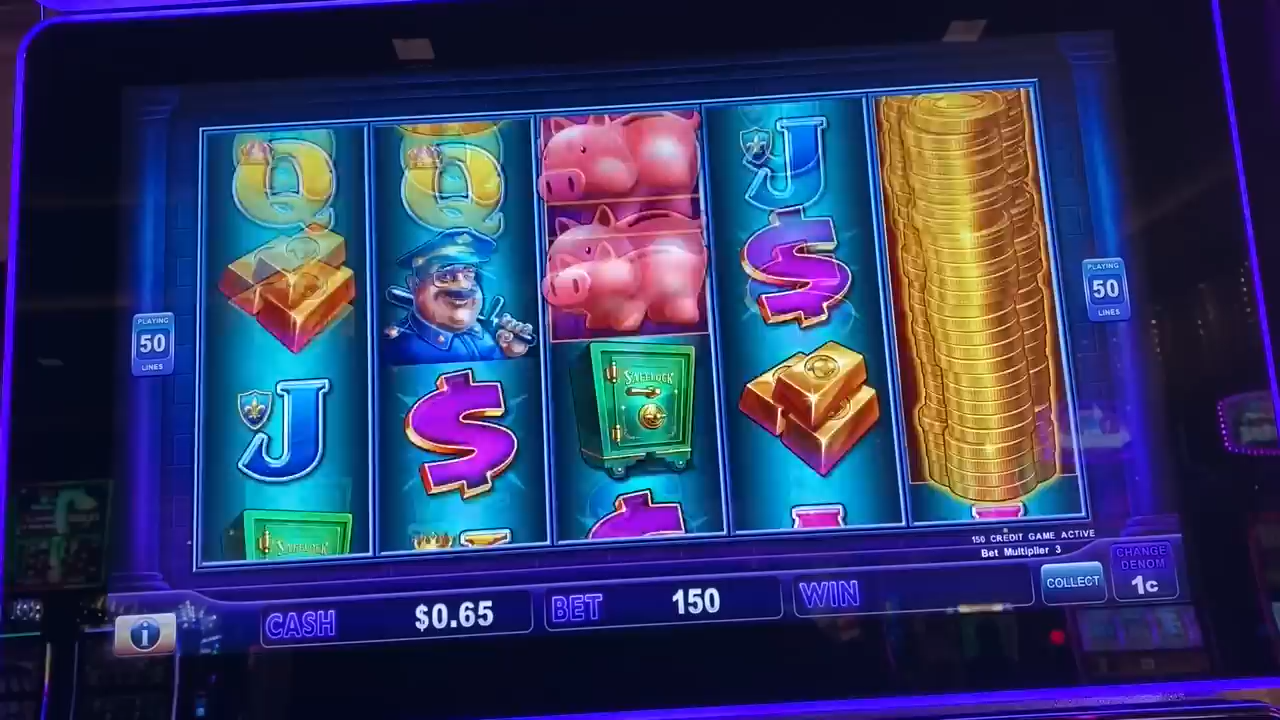 Q
Q
J
PLAYING
50
LINES
PLAYING
50
LINES
$
SAFELOCK
J
$
SAFELOCK
$
150 CREDIT GAME ACTIVE
Bet Multiplier 3
CASH $0.65
BET 150
WIN
COLLECT
CHANGE
DENOM
1c
i